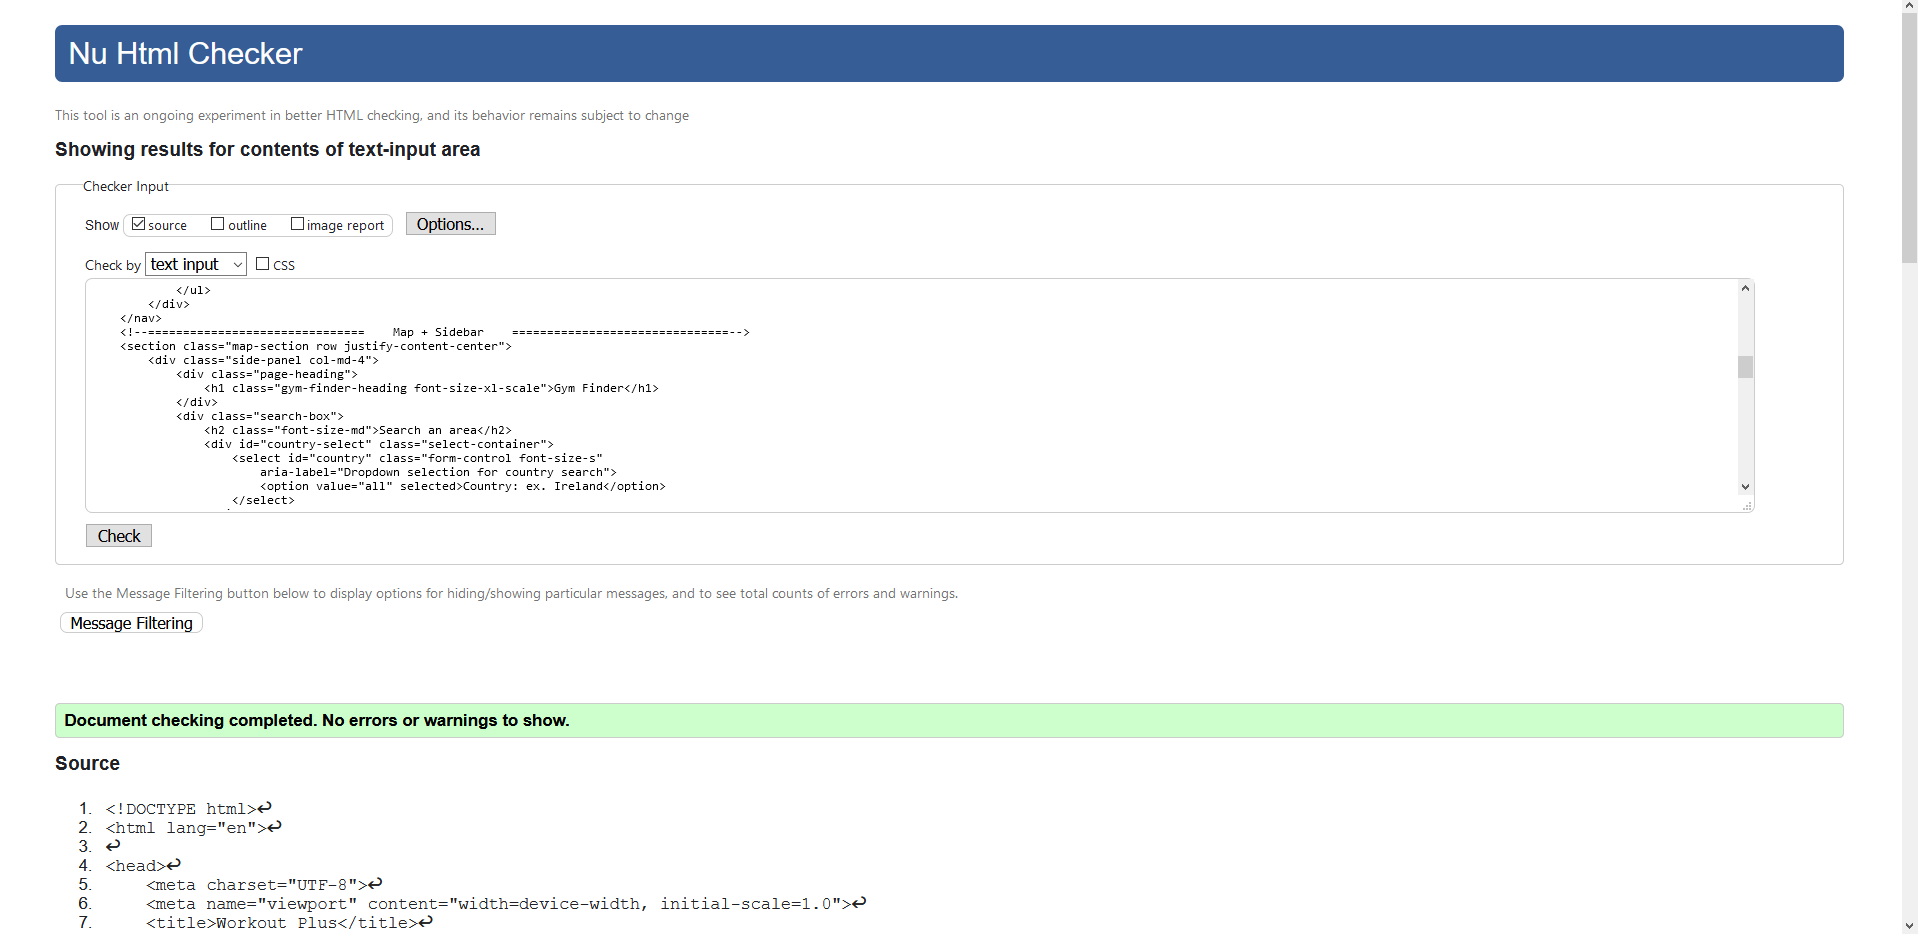 Nu Html Checker
This tool is an ongoing experiment in better HTML checking, and its behavior remains subject to change
Showing results for contents of text-input area
Checker Input
Show source outline image report Options...
Check by text input CSS
</ul>
</div>
</nav>
<!--=============================== Map + Sidebar ===============================-->
<section class="map-section row justify-content-center">
<div class="side-panel col-md-4">
<div class="page-heading">
<h1 class="gym-finder-heading font-size-xl-scale">Gym Finder</h1>
</div>
<div class="search-box">
<h2 class="font-size-md">Search an area</h2>
<div id="country-select" class="select-container">
<select id="country" class="form-control font-size-s"
aria-label="Dropdown selection for country search">
<option value="all" selected>Country: ex. Ireland</option>
</select>
Check
Use the Message Filtering button below to display options for hiding/showing particular messages, and to see total counts of errors and warnings.
Message Filtering
Document checking completed. No errors or warnings to show.
Source
1. <!DOCTYPE html>↩
2. <html lang="en">↩
3. ↩
4. <head>↩
5. <meta charset="UTF-8">↩
6. <meta name="viewport" content="width=device-width, initial-scale=1.0">↩
7. <title>Workout Plus</title>↩